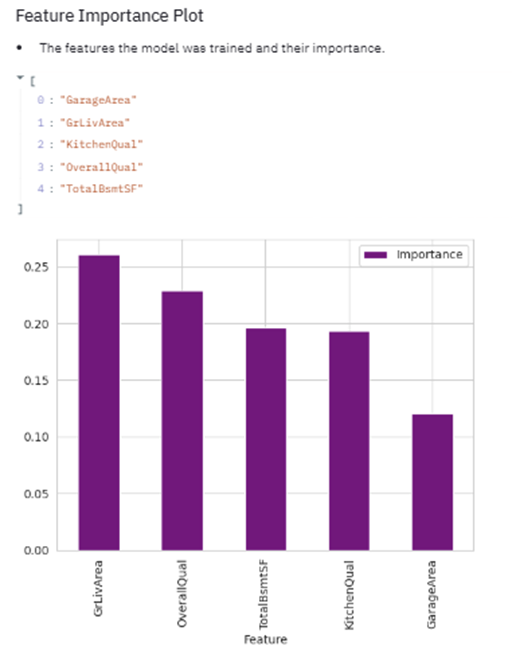 Feature Importance Plot
• The features the model was trained and their importance.
[
0 : "GarageArea"
1 : "GrLivArea"
2 : "KitchenQual"
3 : "OverallQual"
4 : "TotalBsmtSF"
]
Importance
0.25
0.20
0.15
0.10
0.05
0.00
GrLivArea
OverallQual
TotalBsmtSF
KitchenQual
GarageArea
Feature